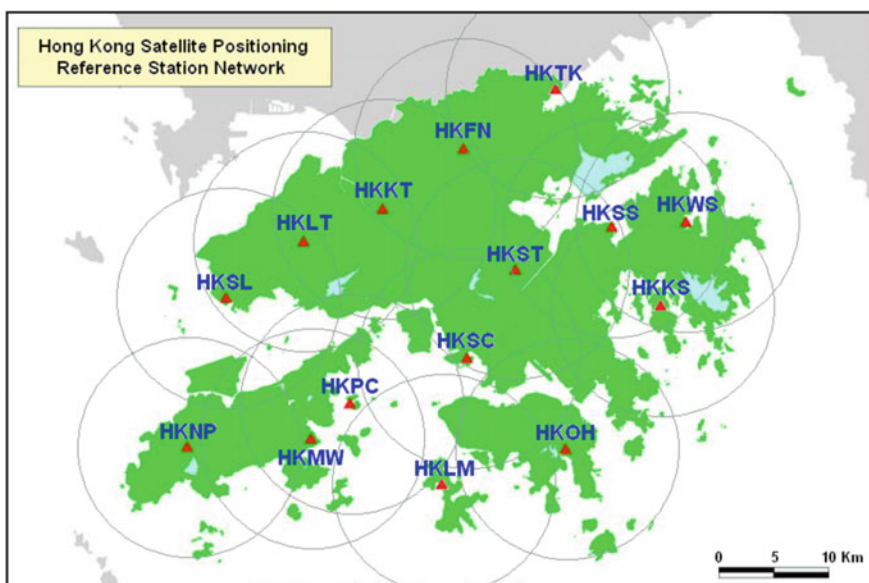 Hong Kong Satellite Positioning
Reference Station Network
HKTK
HKFN
HKKT
HKWS
HKSS
HKLT
HKST
HKSL
HKKS
HKSC
HKPC
HKNP
HKOH
HKMW
HKLM
0 5 10 Km